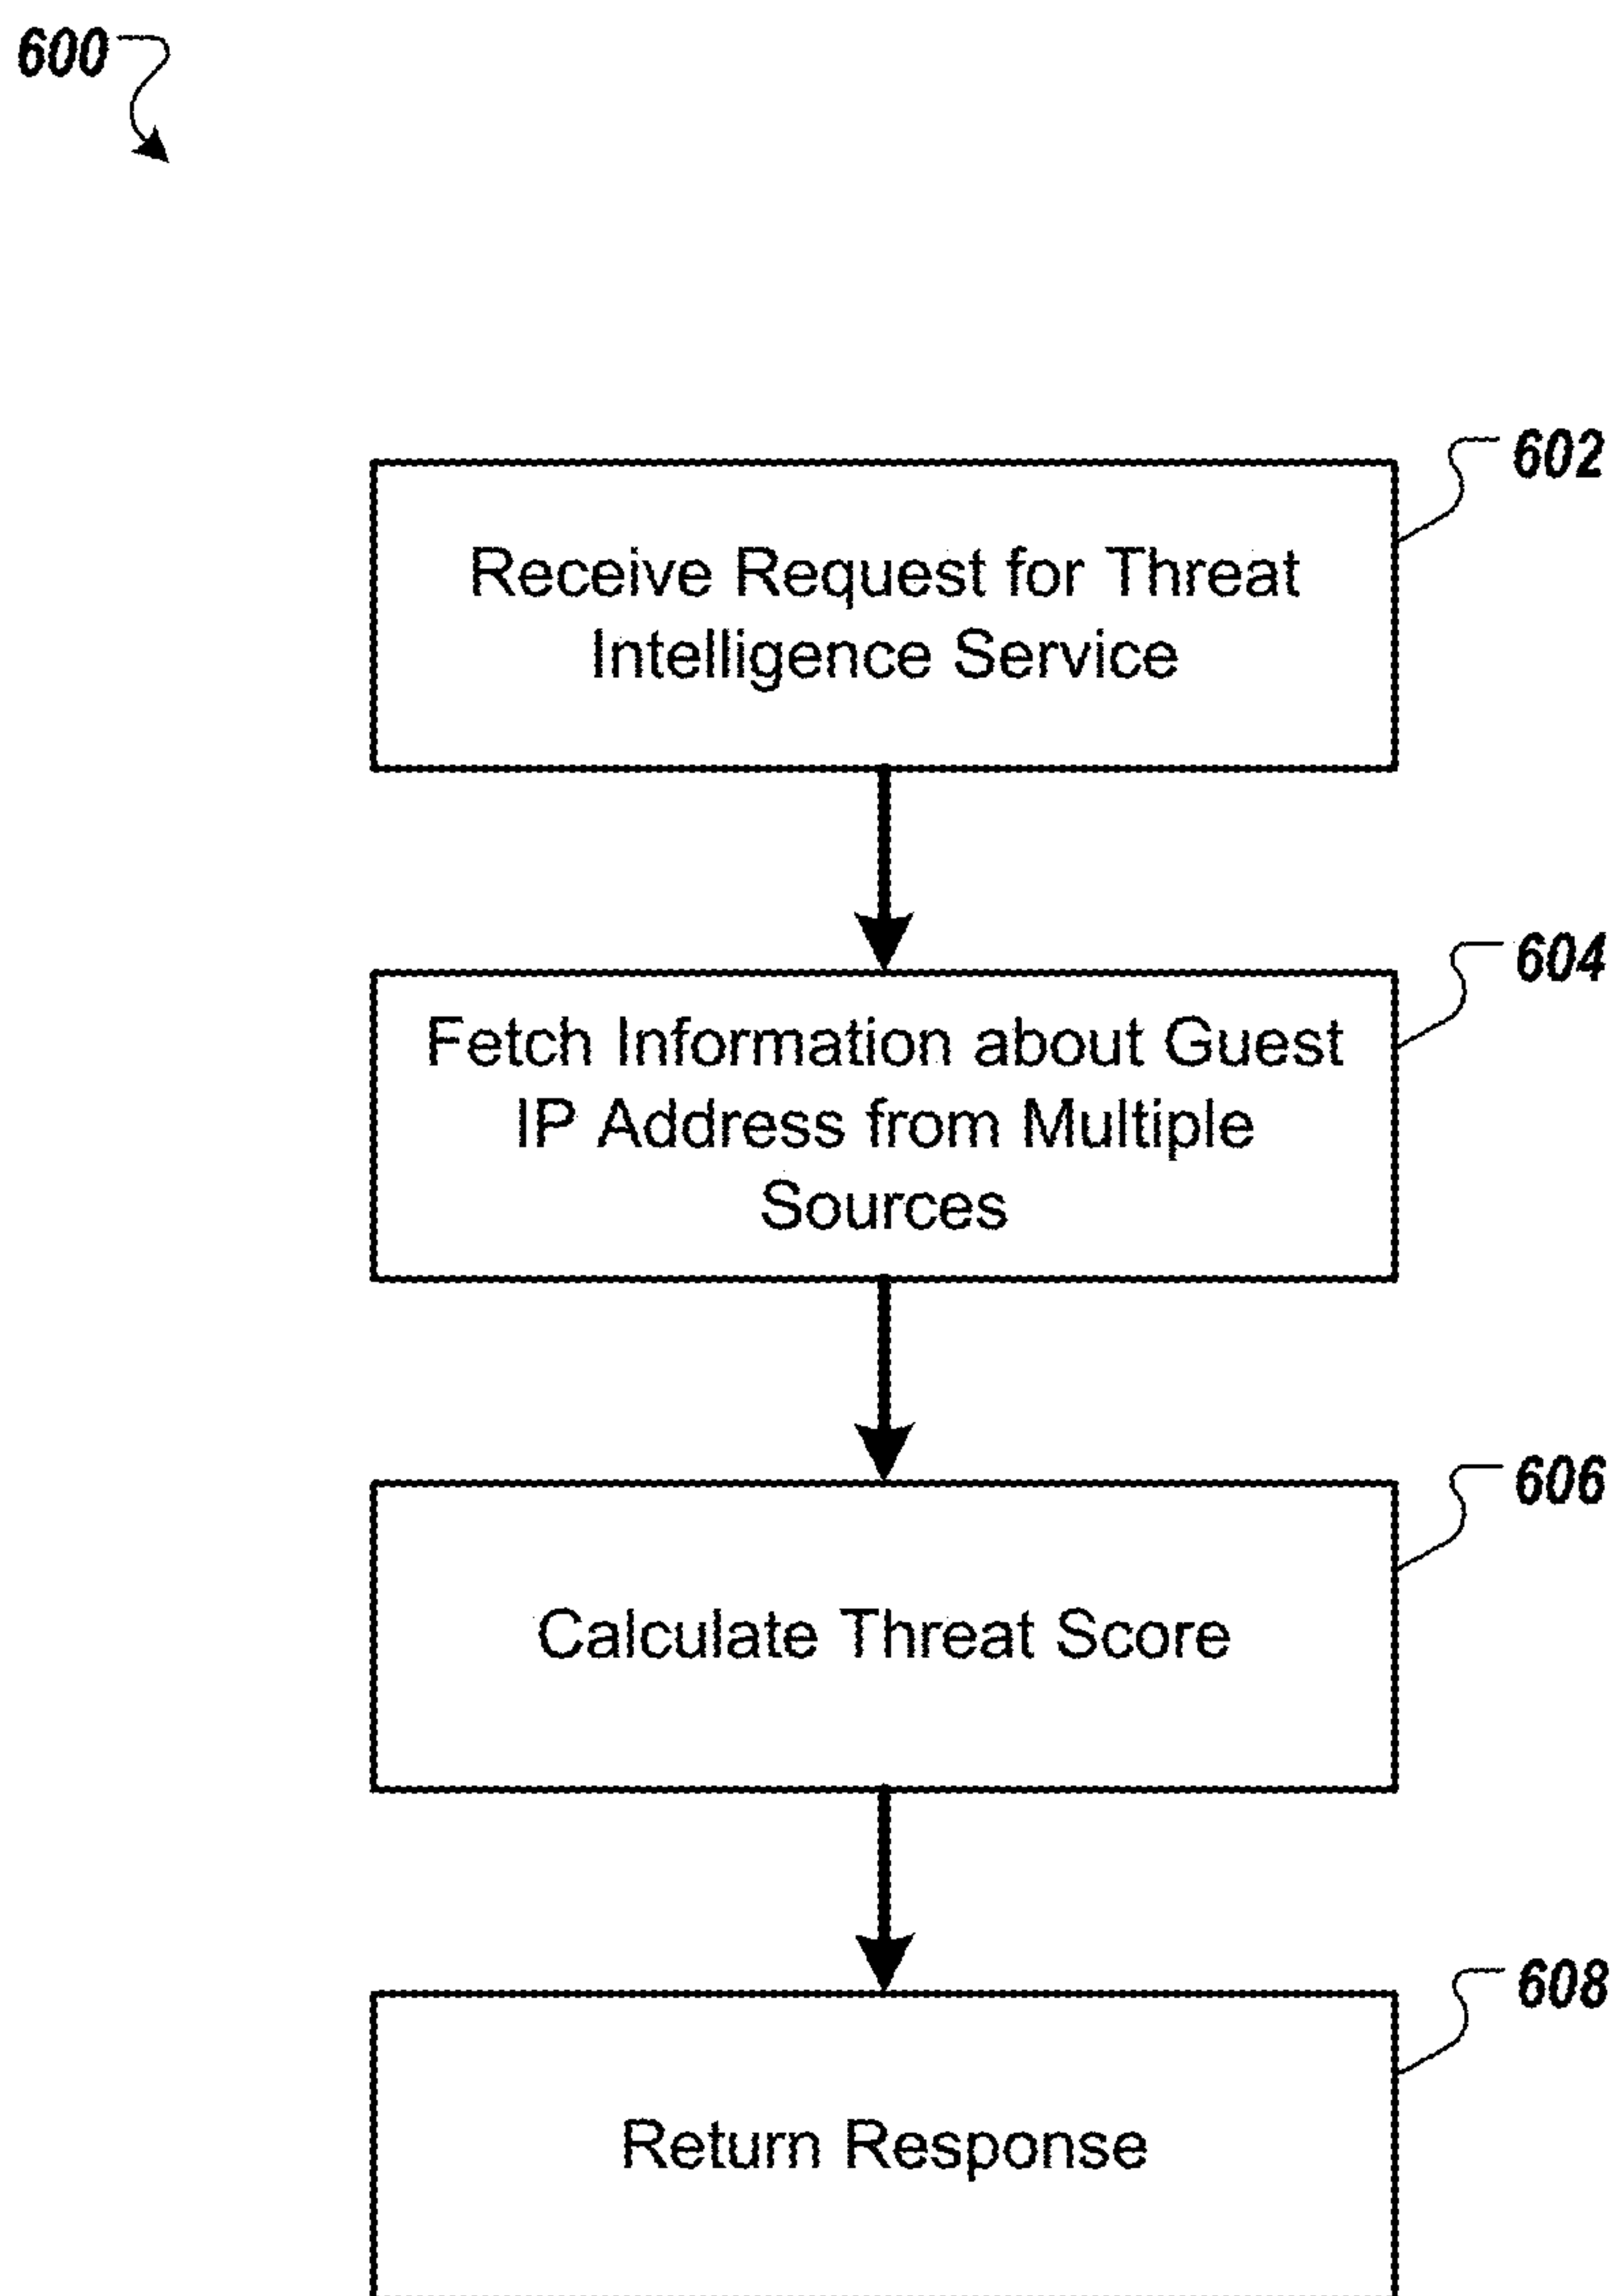 600
602
Receive Request for Threat
Intelligence Service
604
Fetch Information about Guest
IP Address from Multiple
Sources
606
Calculate Threat Score
608
Return Response